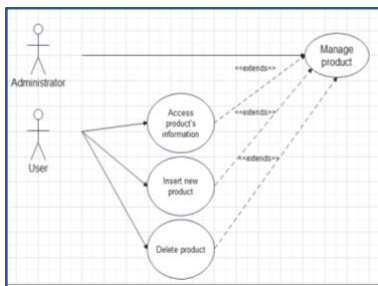 Manage
product
<<extends>>
Administrator
Access
product's
information
<<extends>>
User
<<extends>>
Insert new
product
Delete product